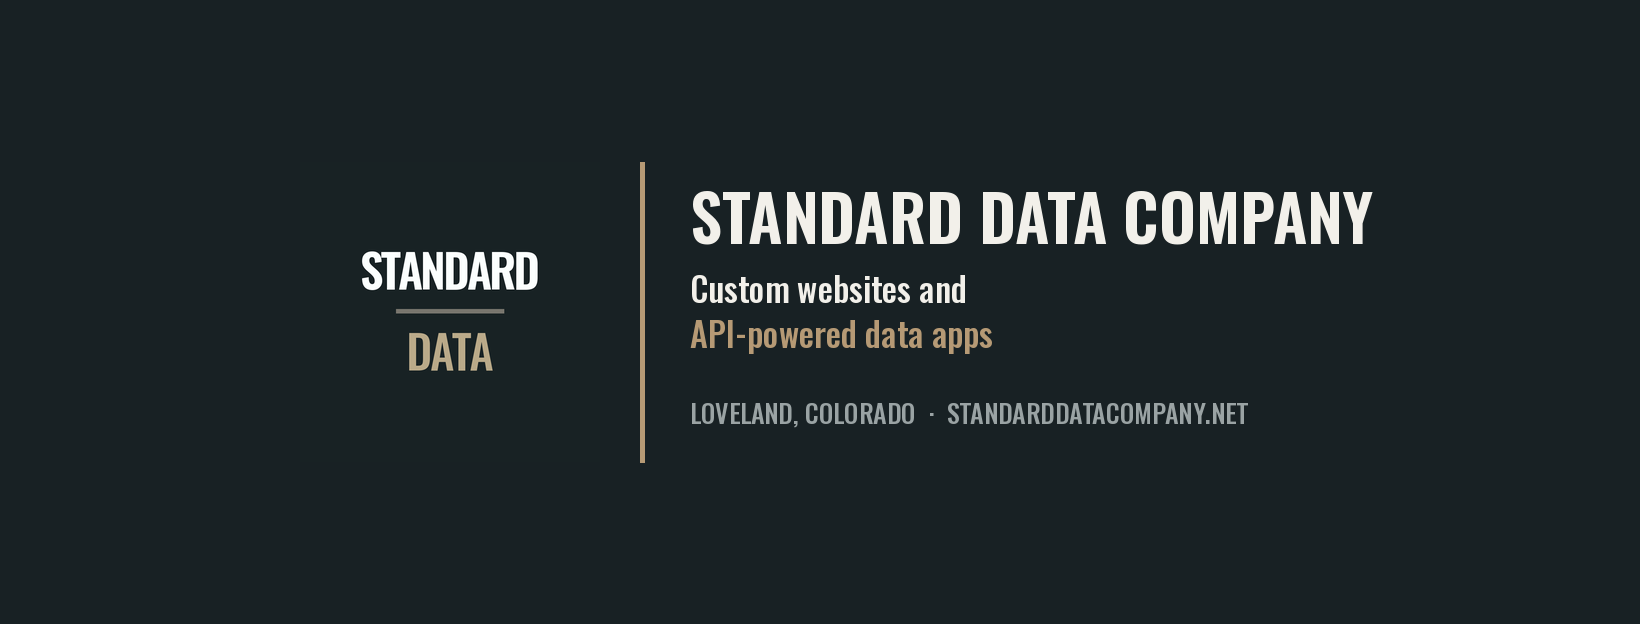 STANDARD
DATA
STANDARD DATA COMPANY
Custom websites and
API-powered data apps
LOVELAND, COLORADO · STANDARDDATACOMPANY.NET